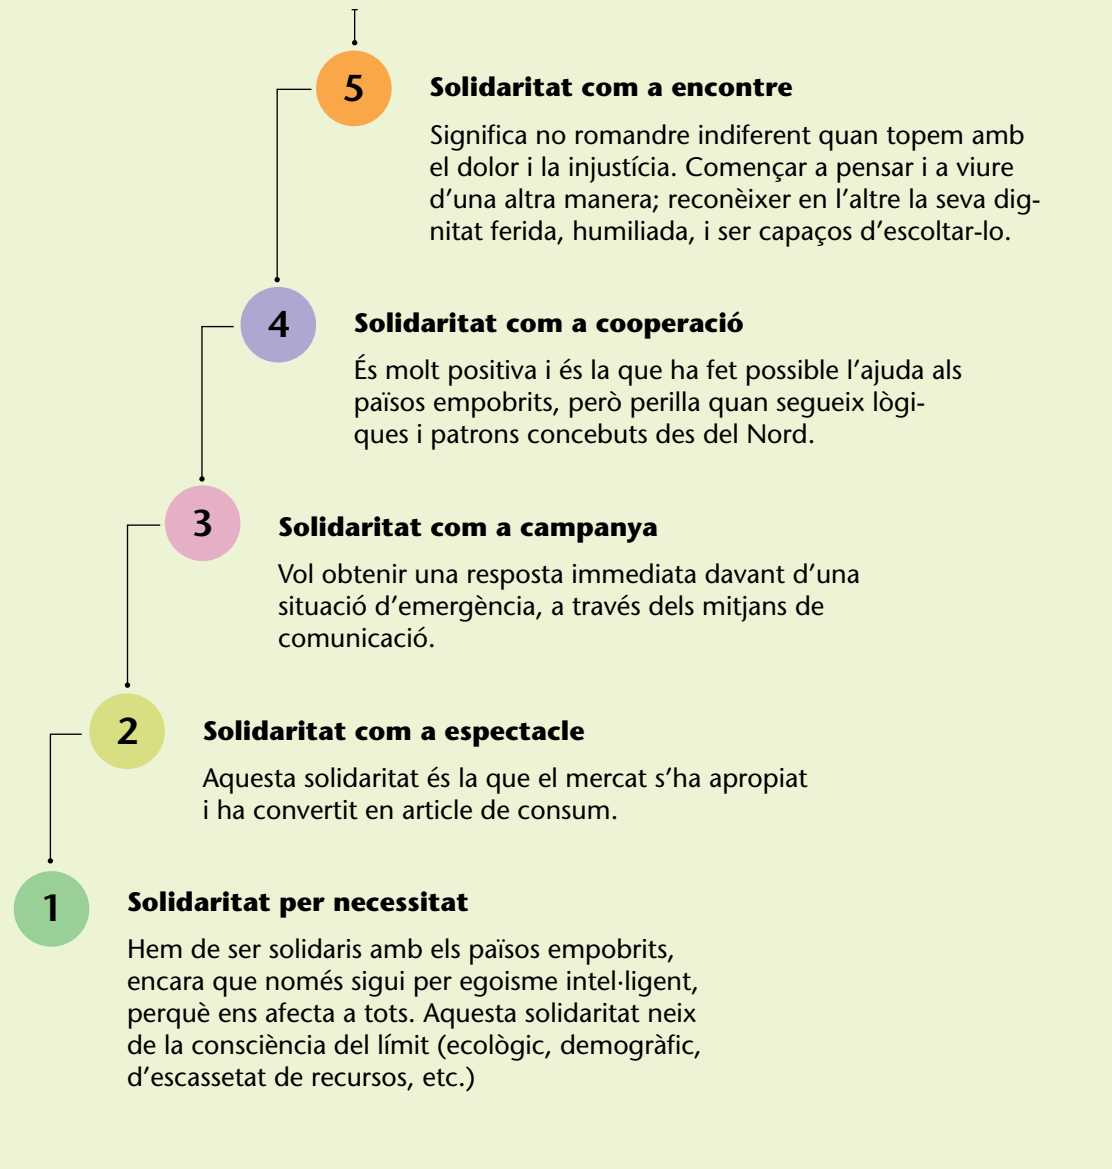 5
Solidaritat com a encontre
Significa no romandre indiferent quan topem amb
el dolor i la injustícia. Començar a pensar i a viure
d’una altra manera; reconèixer en l’altre la seva dig-
nitat ferida, humiliada, i ser capaços d’escoltar-lo.
4
Solidaritat com a cooperació
És molt positiva i és la que ha fet possible l’ajuda als
països empobrits, però perilla quan segueix lògi-
ques i patrons concebuts des del Nord.
3
Solidaritat com a campanya
Vol obtenir una resposta immediata davant d’una
situació d’emergència, a través dels mitjans de
comunicació.
2
Solidaritat com a espectacle
Aquesta solidaritat és la que el mercat s’ha apropiat
i ha convertit en article de consum.
1
Solidaritat per necessitat
Hem de ser solidaris amb els països empobrits,
encara que només sigui per egoisme intel·ligent,
perquè ens afecta a tots. Aquesta solidaritat neix
de la consciència del límit (ecològic, demogràfic,
d’escassetat de recursos, etc.)